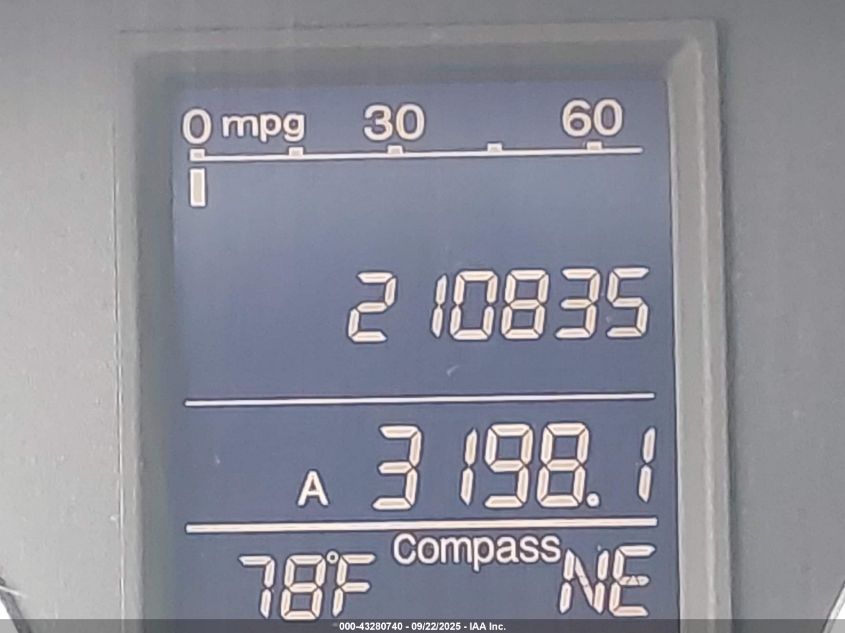 0 mpg 30 60
210835
A 3198.1
Compass
78°F NE
000-43280740 - 09/22/2025 - IAA Inc.